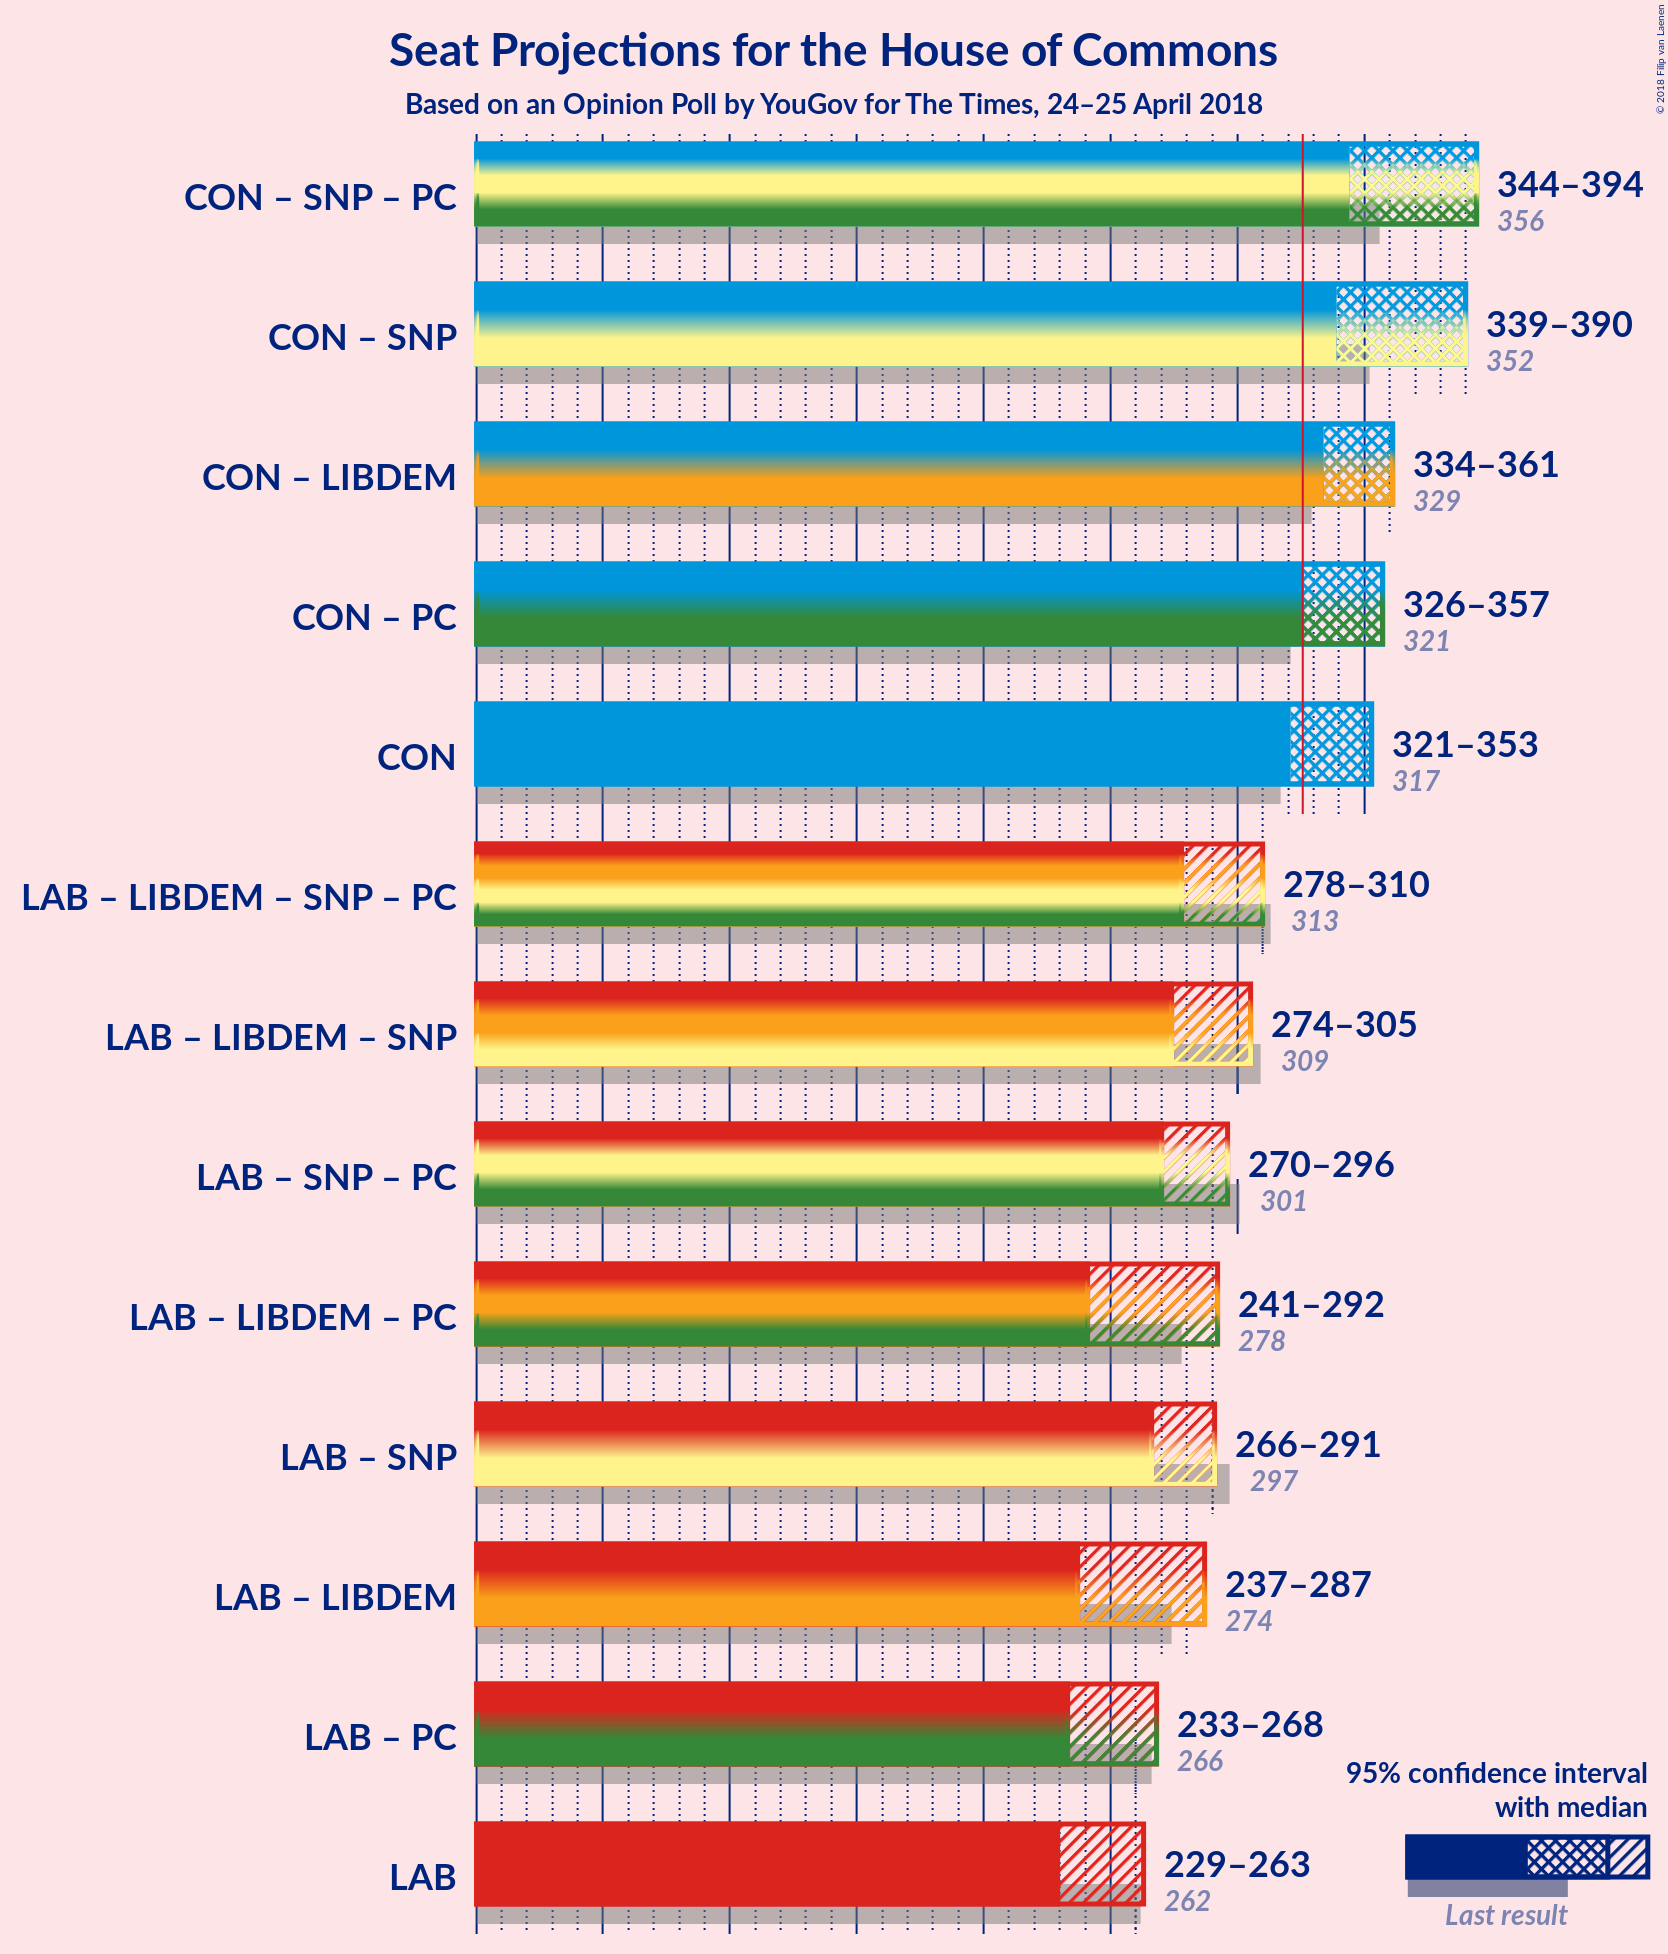 Seat Projections for the House of Commons
Based on an Opinion Poll by YouGov for The Times, 24–25 April 2018
© 2018 Filip van Laenen
CON – SNP – PC
344–394
356
CON – SNP
339–390
352
CON – LIBDEM
334–361
329
CON – PC
326–357
321
CON
321–353
317
LAB – LIBDEM – SNP – PC
278–310
313
LAB – LIBDEM – SNP
274–305
309
LAB – SNP – PC
270–296
301
LAB – LIBDEM – PC
241–292
278
LAB – SNP
266–291
297
LAB – LIBDEM
237–287
274
LAB – PC
233–268
266
LAB
229–263
262
95% confidence interval
with median
Last result